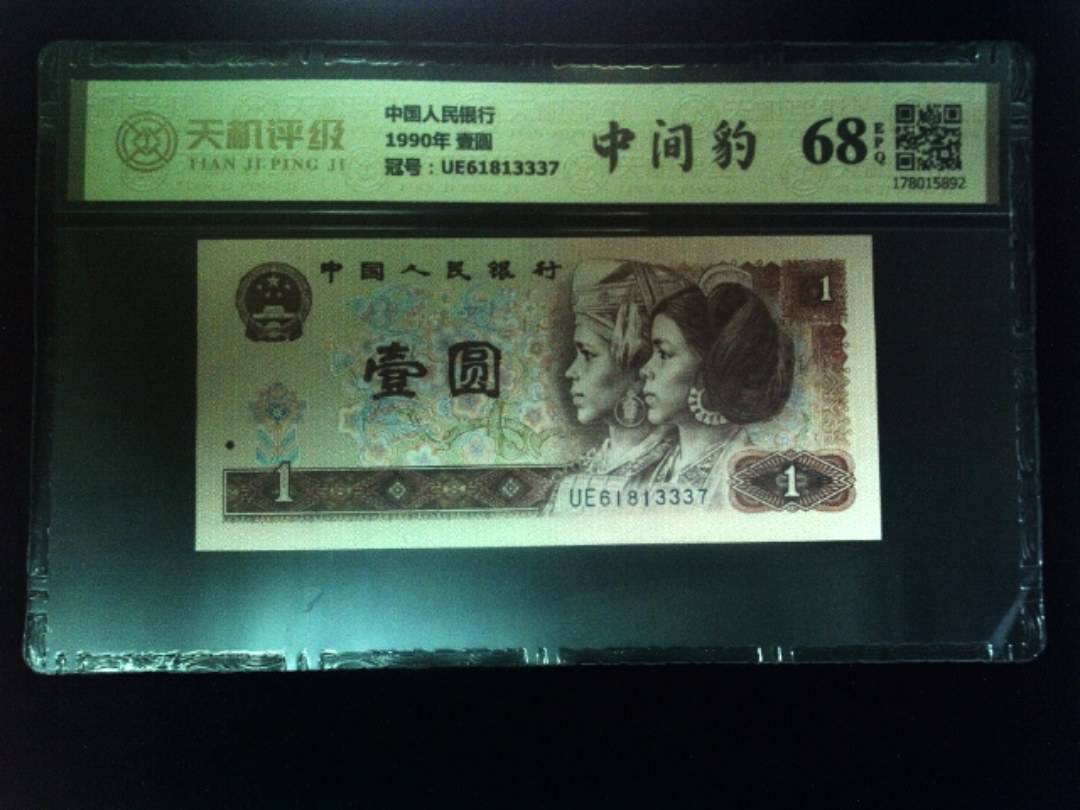 天机评级
TIAN JI PING JI
中国人民银行
1990年 壹圆
冠号：UE61813337
中间豹
68
EPQ
178015892
中国人民银行
1
壹圆
1
UE61813337
1